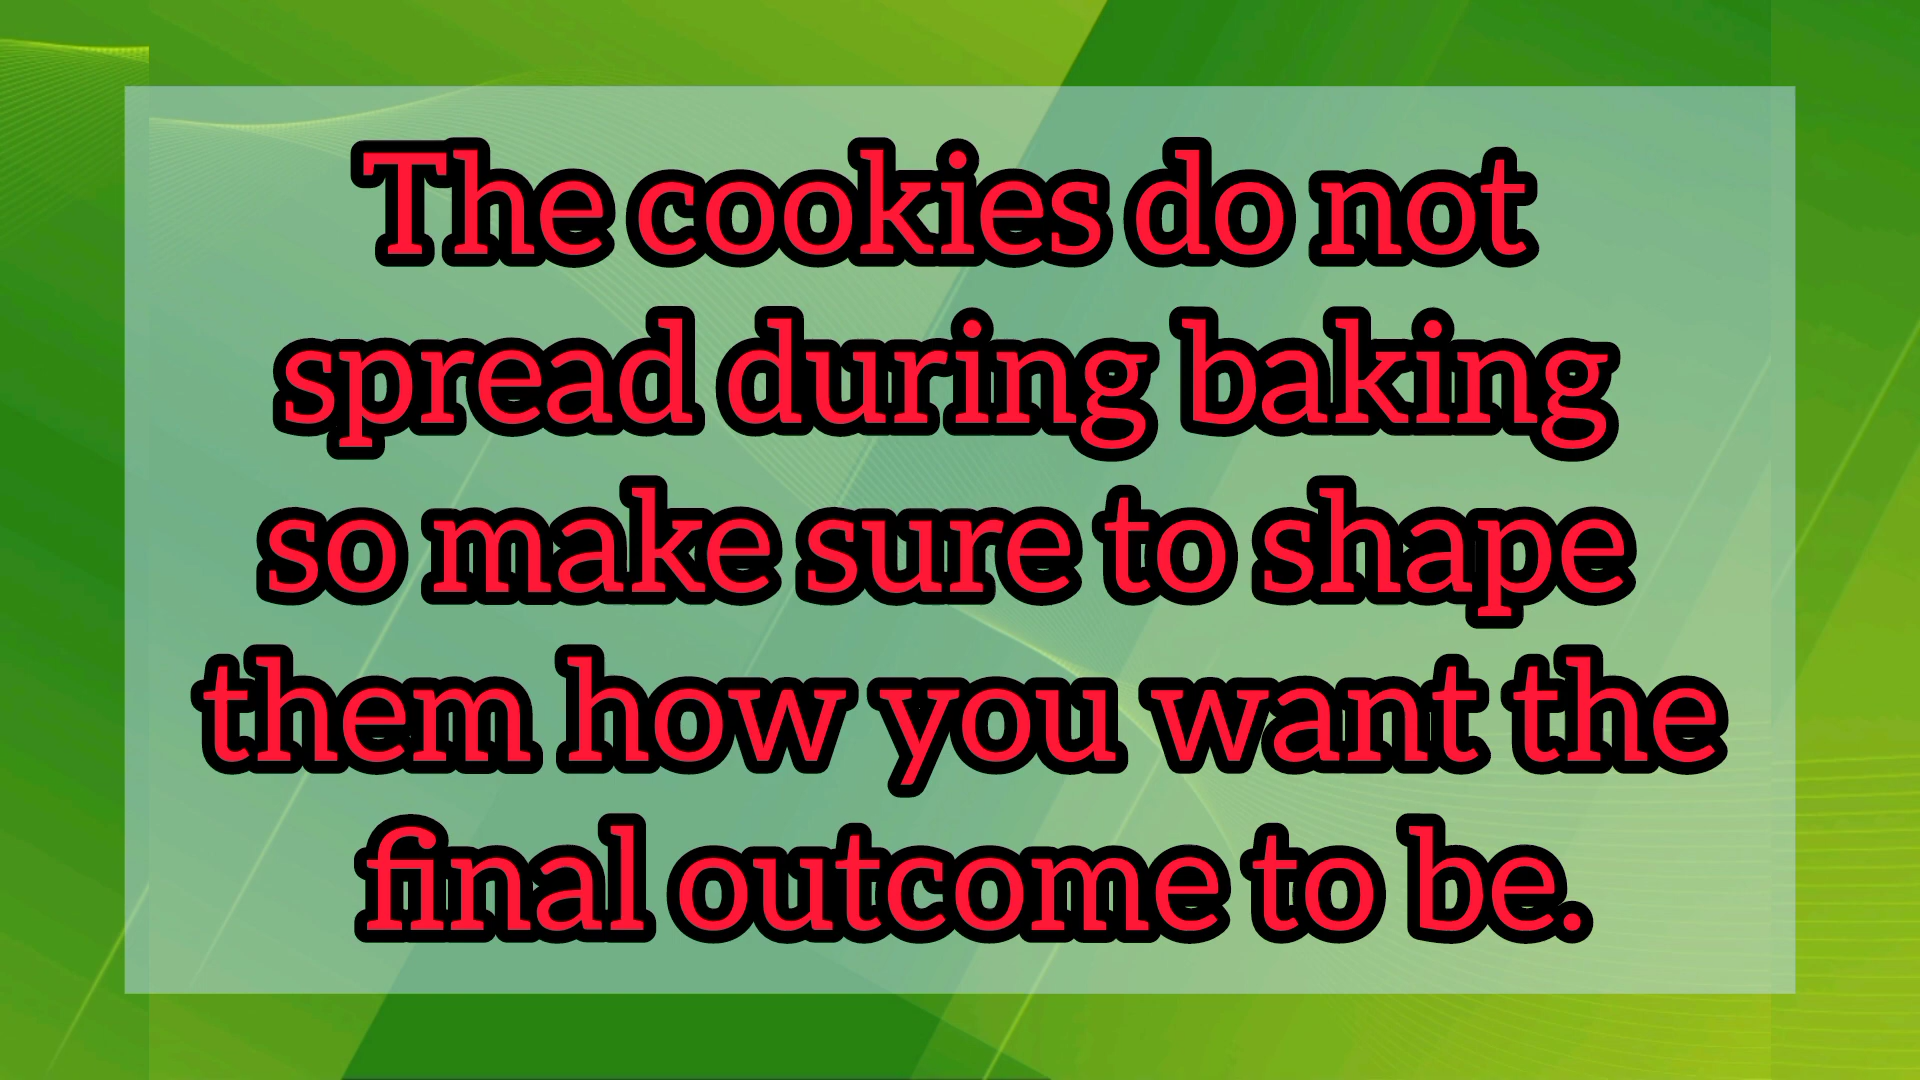 The cookies do not
spread during baking
so make sure to shape
them how you want the
final outcome to be.